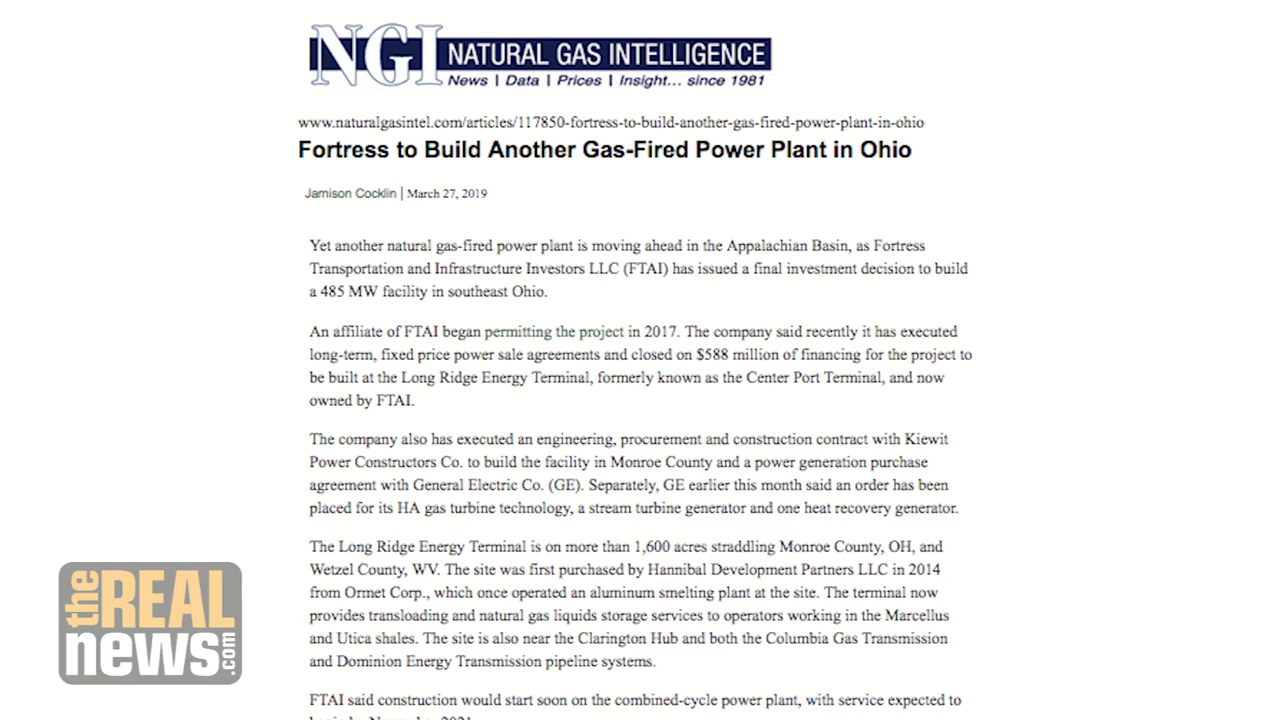 NGI NATURAL GAS INTELLIGENCE
News | Data | Prices | Insight... since 1981
www.naturalgasintel.com/articles/117850-fortress-to-build-another-gas-fired-power-plant-in-ohio
Fortress to Build Another Gas-Fired Power Plant in Ohio
Jamison Cocklin | March 27, 2019
Yet another natural gas-fired power plant is moving ahead in the Appalachian Basin, as Fortress
Transportation and Infrastructure Investors LLC (FTAI) has issued a final investment decision to build
a 485 MW facility in southeast Ohio.
An affiliate of FTAI began permitting the project in 2017. The company said recently it has executed
long-term, fixed price power sale agreements and closed on $588 million of financing for the project to
be built at the Long Ridge Energy Terminal, formerly known as the Center Port Terminal, and now
owned by FTAI.
The company also has executed an engineering, procurement and construction contract with Kiewit
Power Constructors Co. to build the facility in Monroe County and a power generation purchase
agreement with General Electric Co. (GE). Separately, GE earlier this month said an order has been
placed for its HA gas turbine technology, a stream turbine generator and one heat recovery generator.
The Long Ridge Energy Terminal is on more than 1,600 acres straddling Monroe County, OH, and
Wetzel County, WV. The site was first purchased by Hannibal Development Partners LLC in 2014
from Ormet Corp., which once operated an aluminum smelting plant at the site. The terminal now
provides transloading and natural gas liquids storage services to operators working in the Marcellus
and Utica shales. The site is also near the Clarington Hub and both the Columbia Gas Transmission
and Dominion Energy Transmission pipeline systems.
FTAI said construction would start soon on the combined-cycle power plant, with service expected to
the REAL
news.com